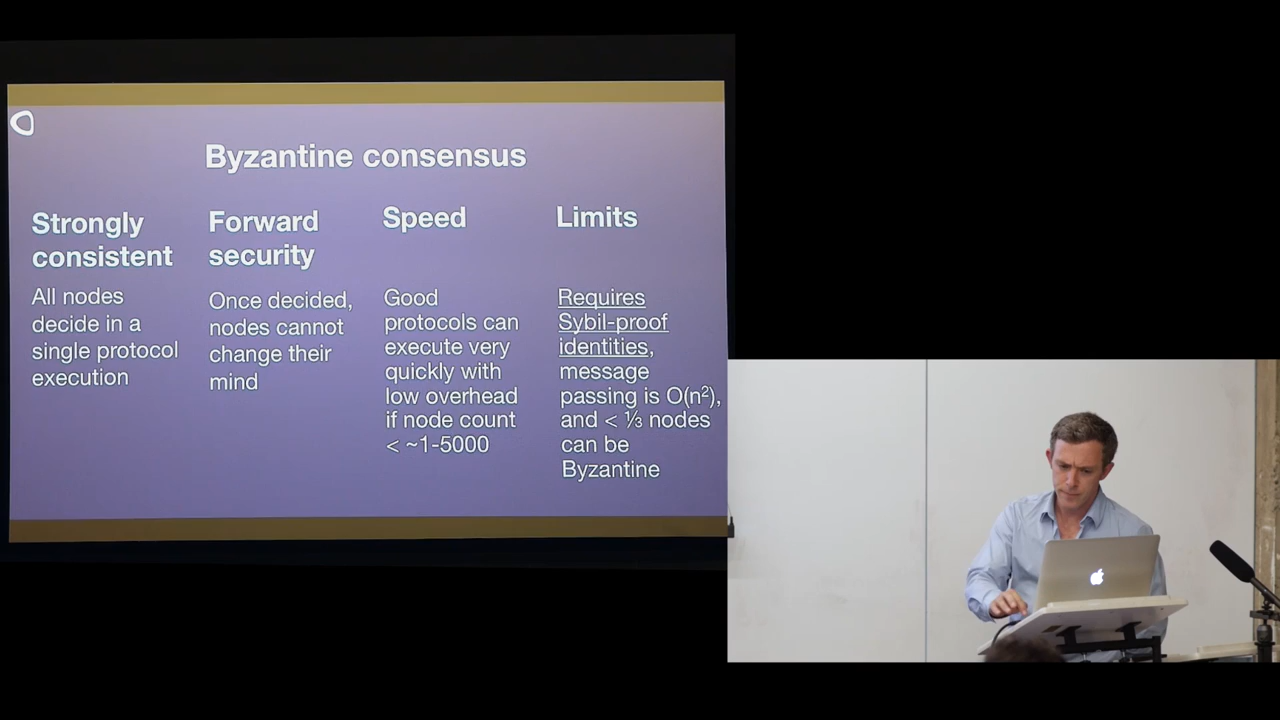 Byzantine consensus
Strongly
consistent
All nodes
decide in a
single protocol
execution
Forward
security
Once decided,
nodes cannot
change their
mind
Speed
Good
protocols can
execute very
quickly with
low overhead
if node count
< ~1-5000
Limits
Requires
Sybil-proof
identities,
message
passing is O(n²),
and < ⅓ nodes
can be
Byzantine